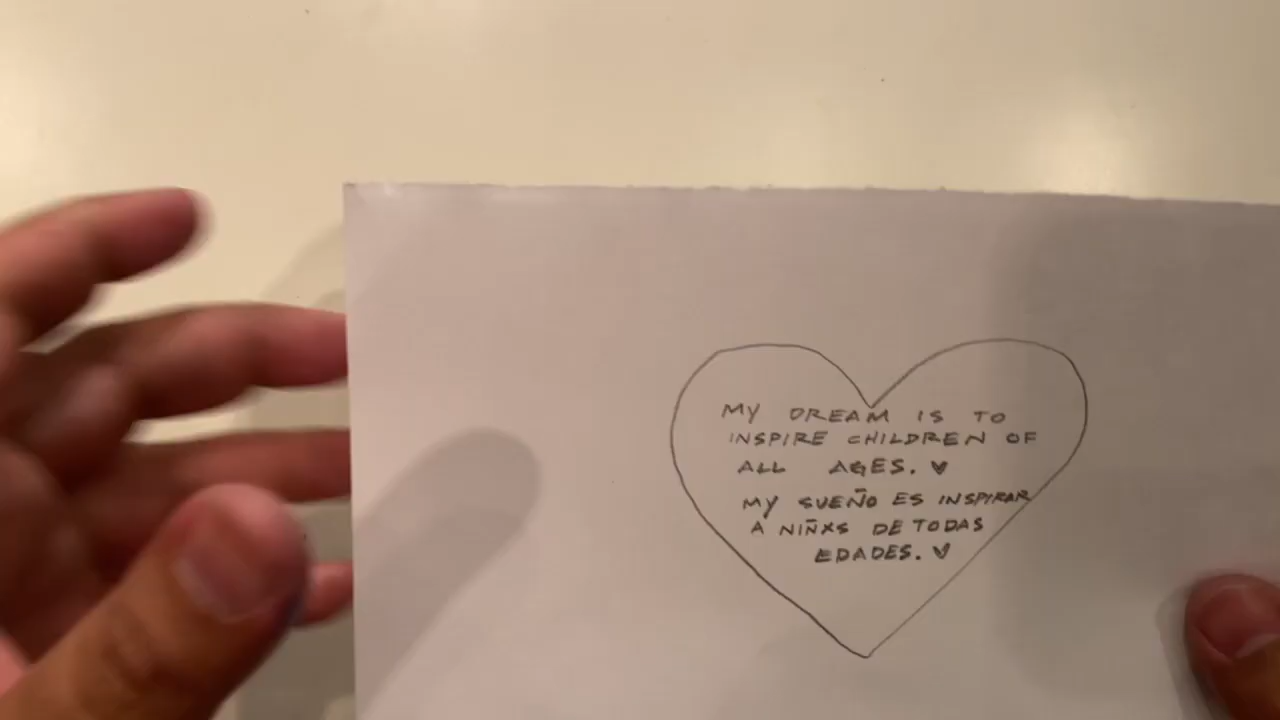 MY DREAM IS TO
INSPIRE CHILDREN OF
ALL AGES. ♥
MY SUEÑO ES INSPIRAR
A NIÑXS DE TODAS
EDADES. ♥